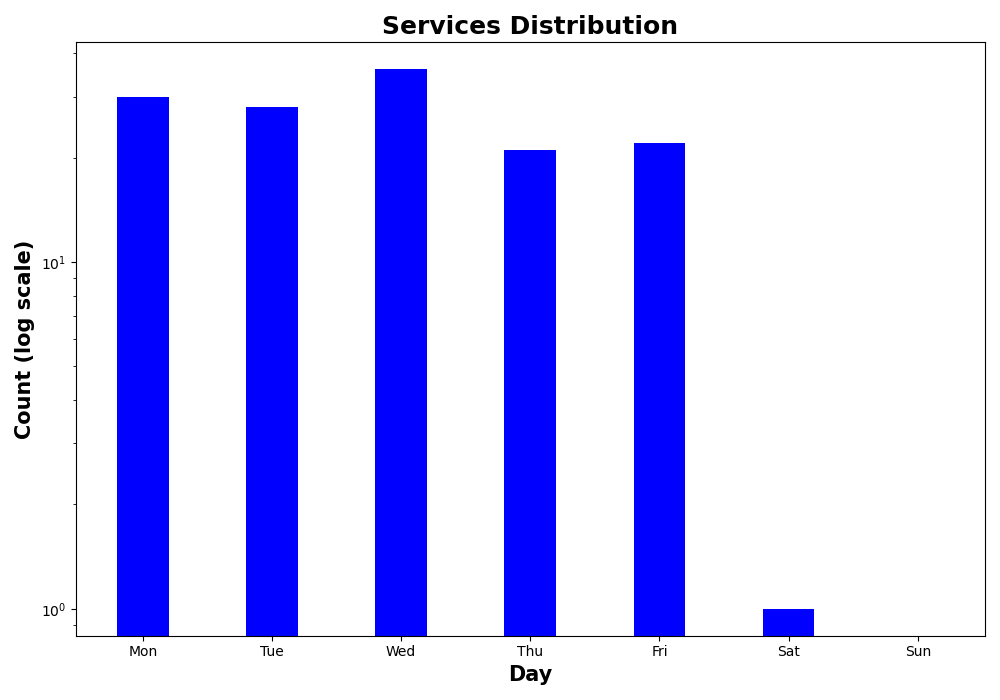 Services Distribution
Count (log scale)
10¹
10⁰
Mon Tue Wed Thu Fri Sat Sun
Day